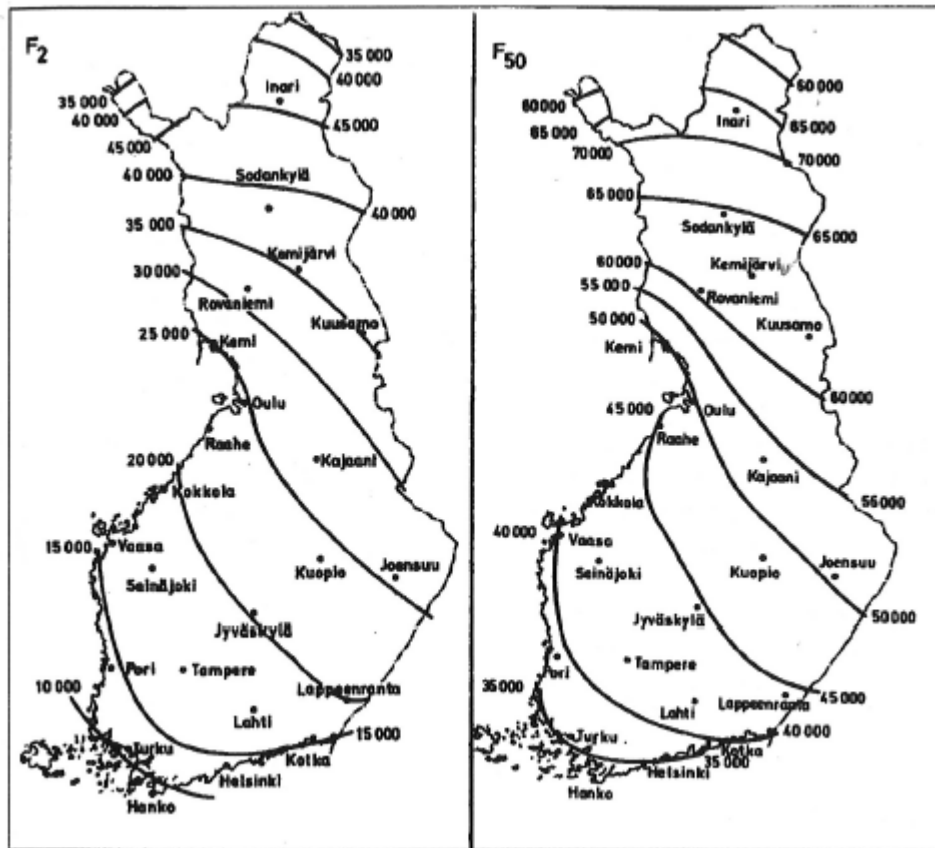 F2
35 000
40 000
35 000
40 000
Inari
45 000
45 000
40 000
Sodankylä
40 000
35 000
Kemijärvi
30 000
Rovaniemi
Kuusamo
25 000
Kemi
Oulu
Raahe
Kajaani
20 000
Kokkola
15 000
Vaasa
Seinäjoki
Kuopio
Joensuu
Jyväskylä
Pori
Tampere
10 000
Lappeenranta
Lahti
15 000
Turku
Kotka
Helsinki
Hanko
F50
60 000
60 000
Inari
65 000
65 000
70 000
70 000
65 000
Sodankylä
65 000
Kemijärvi
60 000
55 000
Rovaniemi
Kuusamo
50 000
Kemi
60 000
45 000
Oulu
Raahe
Kajaani
55 000
Kokkola
40 000
Vaasa
Seinäjoki
Kuopio
Joensuu
50 000
Jyväskylä
Pori
Tampere
35 000
Lappeenranta
45 000
Lahti
40 000
Turku
Kotka
35 000
Helsinki
Hanko